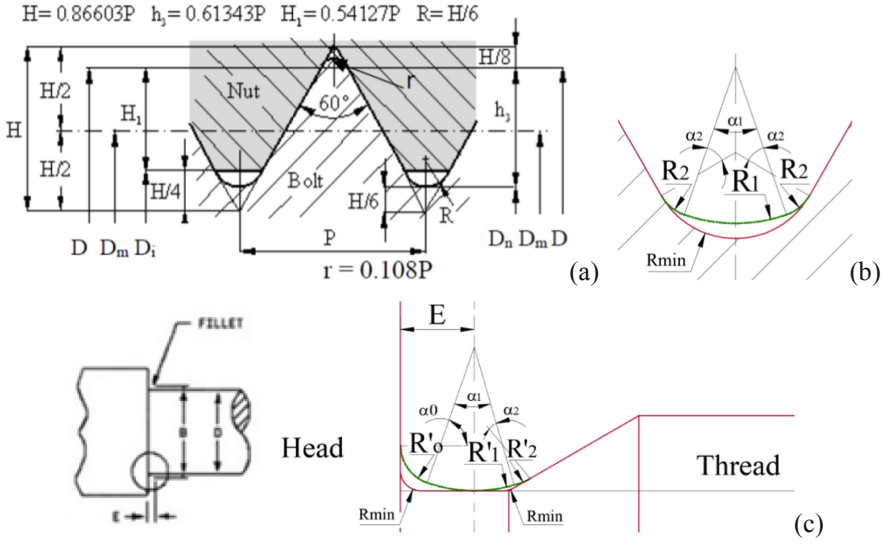 H= 0.86603P h₃= 0.61343P H₁= 0.54127P R= H/6
H/8
H/2
H
H₁
Nut
r
60°
h₃
H/2
H/4
Bolt
H/6
R
D Dₘ Dᵢ
P
Dₙ Dₘ D
r = 0.108P
(a)
α1
α2
α2
R2
R1
R2
Rmin
(b)
FILLET
B
D
E
Head
E
α1
α0
α2
R'o
R'1
R'2
Rmin
Rmin
Thread
(c)